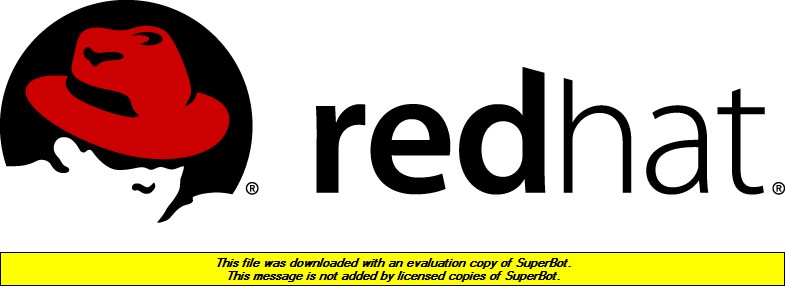 redhat®
®
This file was downloaded with an evaluation copy of SuperBot.
This message is not added by licensed copies of SuperBot.